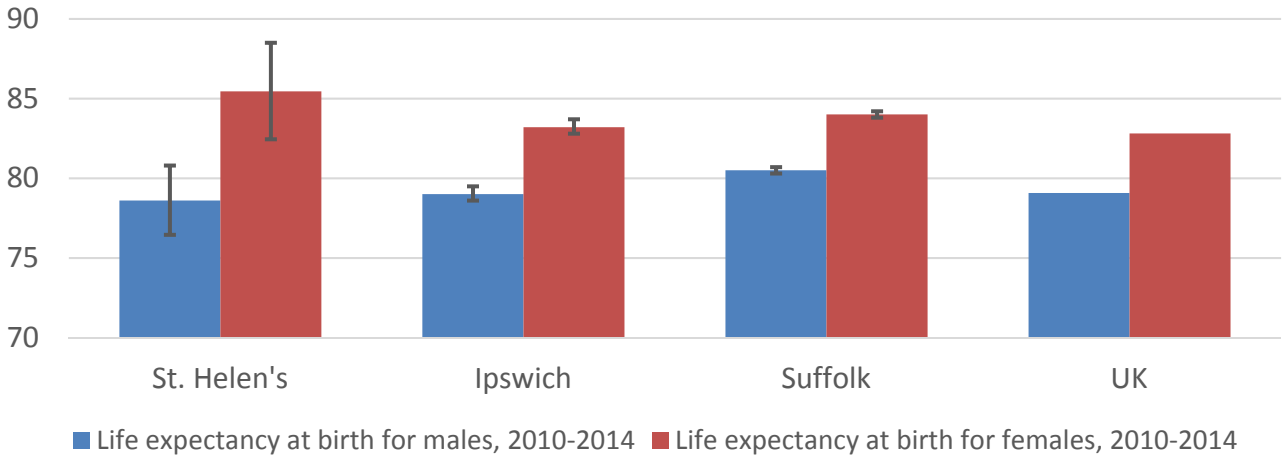 90
85
80
75
70
St. Helen's Ipswich Suffolk UK
Life expectancy at birth for males, 2010-2014 Life expectancy at birth for females, 2010-2014